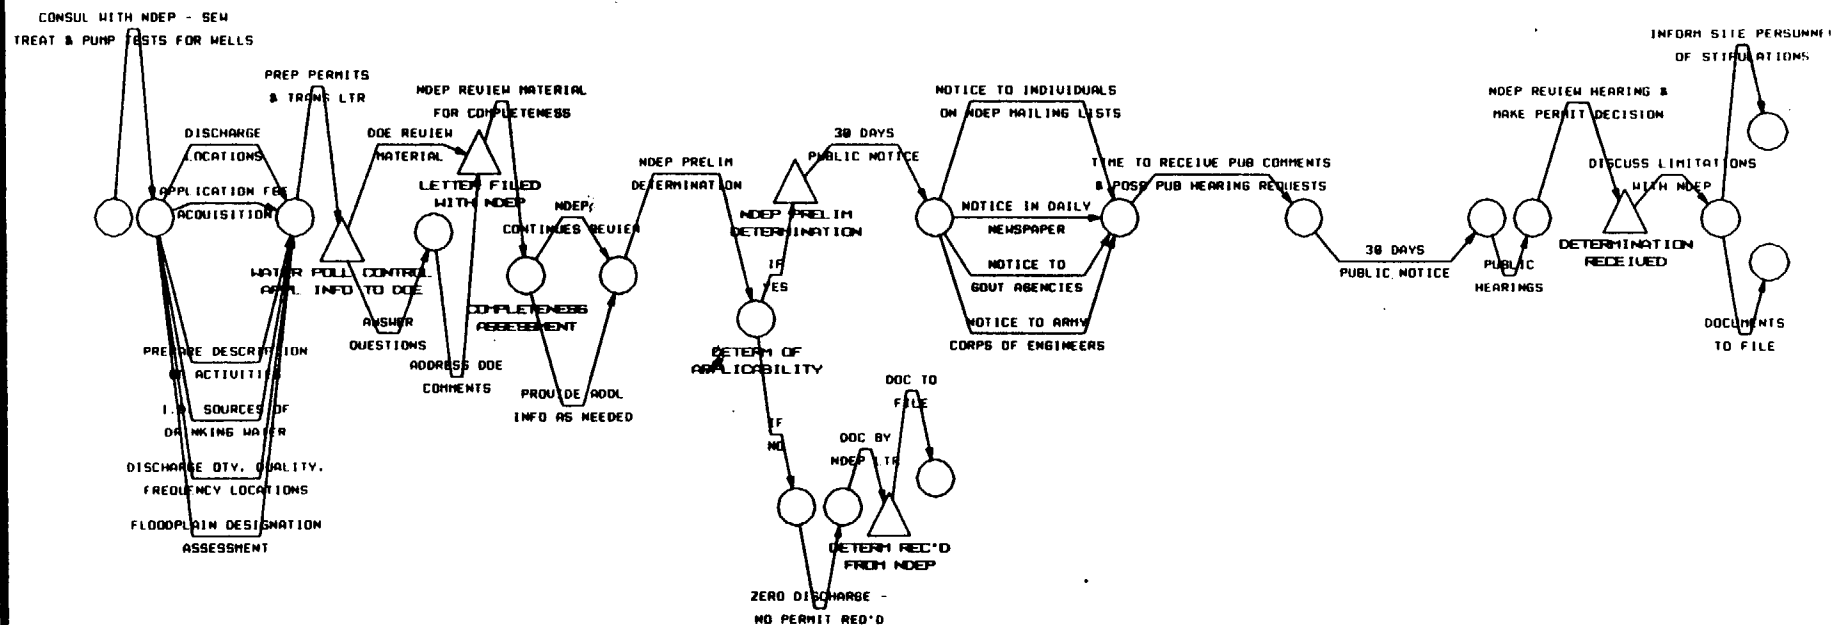 CONSUL WITH NDEP - SEW
TREAT & PUMP TESTS FOR WELLS
PREP PERMITS
& TRANS LTR
DISCHARGE
LOCATIONS
APPLICATION FEE
ACQUISITION
WATER POLL CONTROL
APPL INFO TO DOE
PREPARE DESCRIPTION
OF ACTIVITIES
I.D. SOURCES OF
DRINKING WATER
DISCHARGE QTY, QUALITY,
FREQUENCY LOCATIONS
FLOODPLAIN DESIGNATION
ASSESSMENT
DOE REVIEW
MATERIAL
ANSWER
QUESTIONS
NDEP REVIEW MATERIAL
FOR COMPLETENESS
LETTER FILED
WITH NDEP
ADDRESS DOE
COMMENTS
NDEP
CONTINUES REVIEW
COMPLETENESS
ASSESSMENT
PROVIDE ADDL
INFO AS NEEDED
NDEP PRELIM
DETERMINATION
DETERM OF
APPLICABILITY
IF
YES
IF
NO
NDEP PRELIM
DETERMINATION
30 DAYS
PUBLIC NOTICE
ZERO DISCHARGE -
NO PERMIT REQ'D
DOC BY
NDEP LTR
DETERM REC'D
FROM NDEP
DOC TO
FILE
NOTICE TO INDIVIDUALS
ON NDEP MAILING LISTS
NOTICE IN DAILY
NEWSPAPER
NOTICE TO
GOVT AGENCIES
NOTICE TO ARMY
CORPS OF ENGINEERS
TIME TO RECEIVE PUB COMMENTS
& POSS PUB HEARING REQUESTS
30 DAYS
PUBLIC NOTICE
PUBLIC
HEARINGS
NDEP REVIEW HEARING &
MAKE PERMIT DECISION
DETERMINATION
RECEIVED
DISCUSS LIMITATIONS
WITH NDEP
INFORM SITE PERSONNE
OF STIPULATIONS
DOCUMENTS
TO FILE